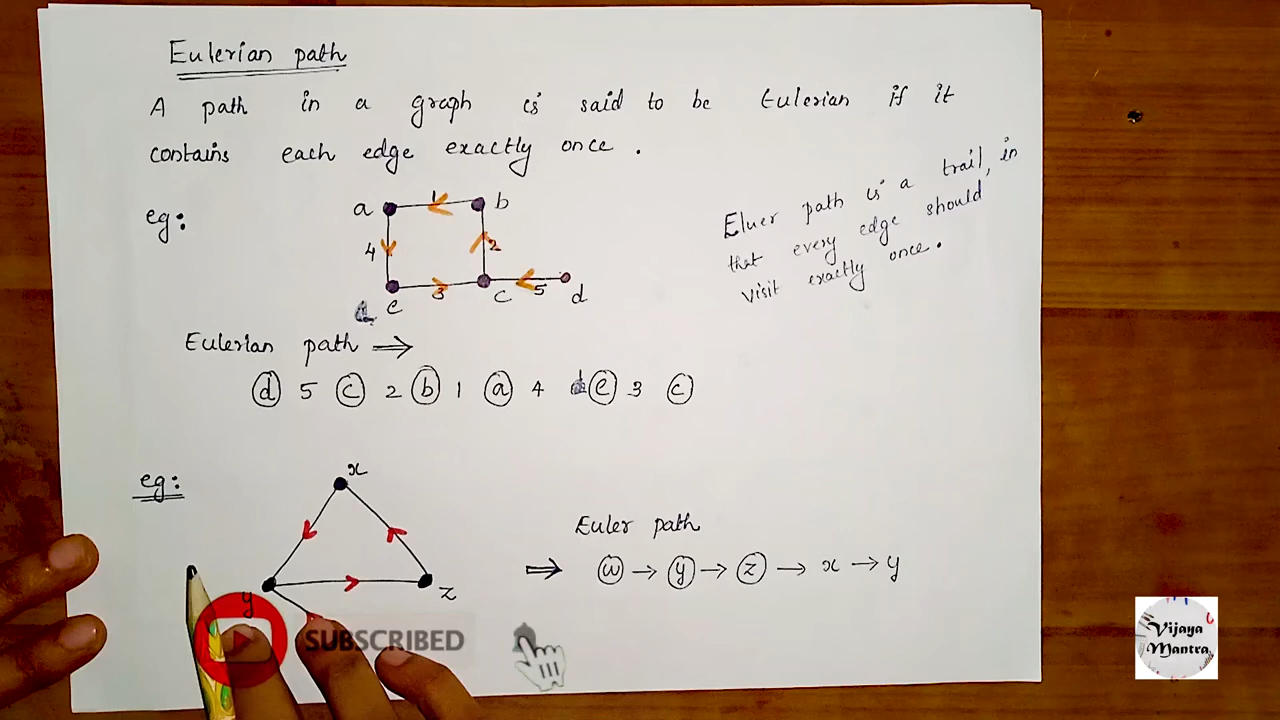 Eulerian path
A path in a graph is said to be Eulerian if it
contains each edge exactly once.
Eluer path is a trail, in
that every edge should
visit exactly once.
eg:
a 1 b
4 2
e 3 c 5 d
Eulerian path ⇒
d 5 c 2 b 1 a 4 e 3 c
eg:
x
y z
Euler path
⇒ w → y → z → x → y
SUBSCRIBED
Vijaya
Mantra